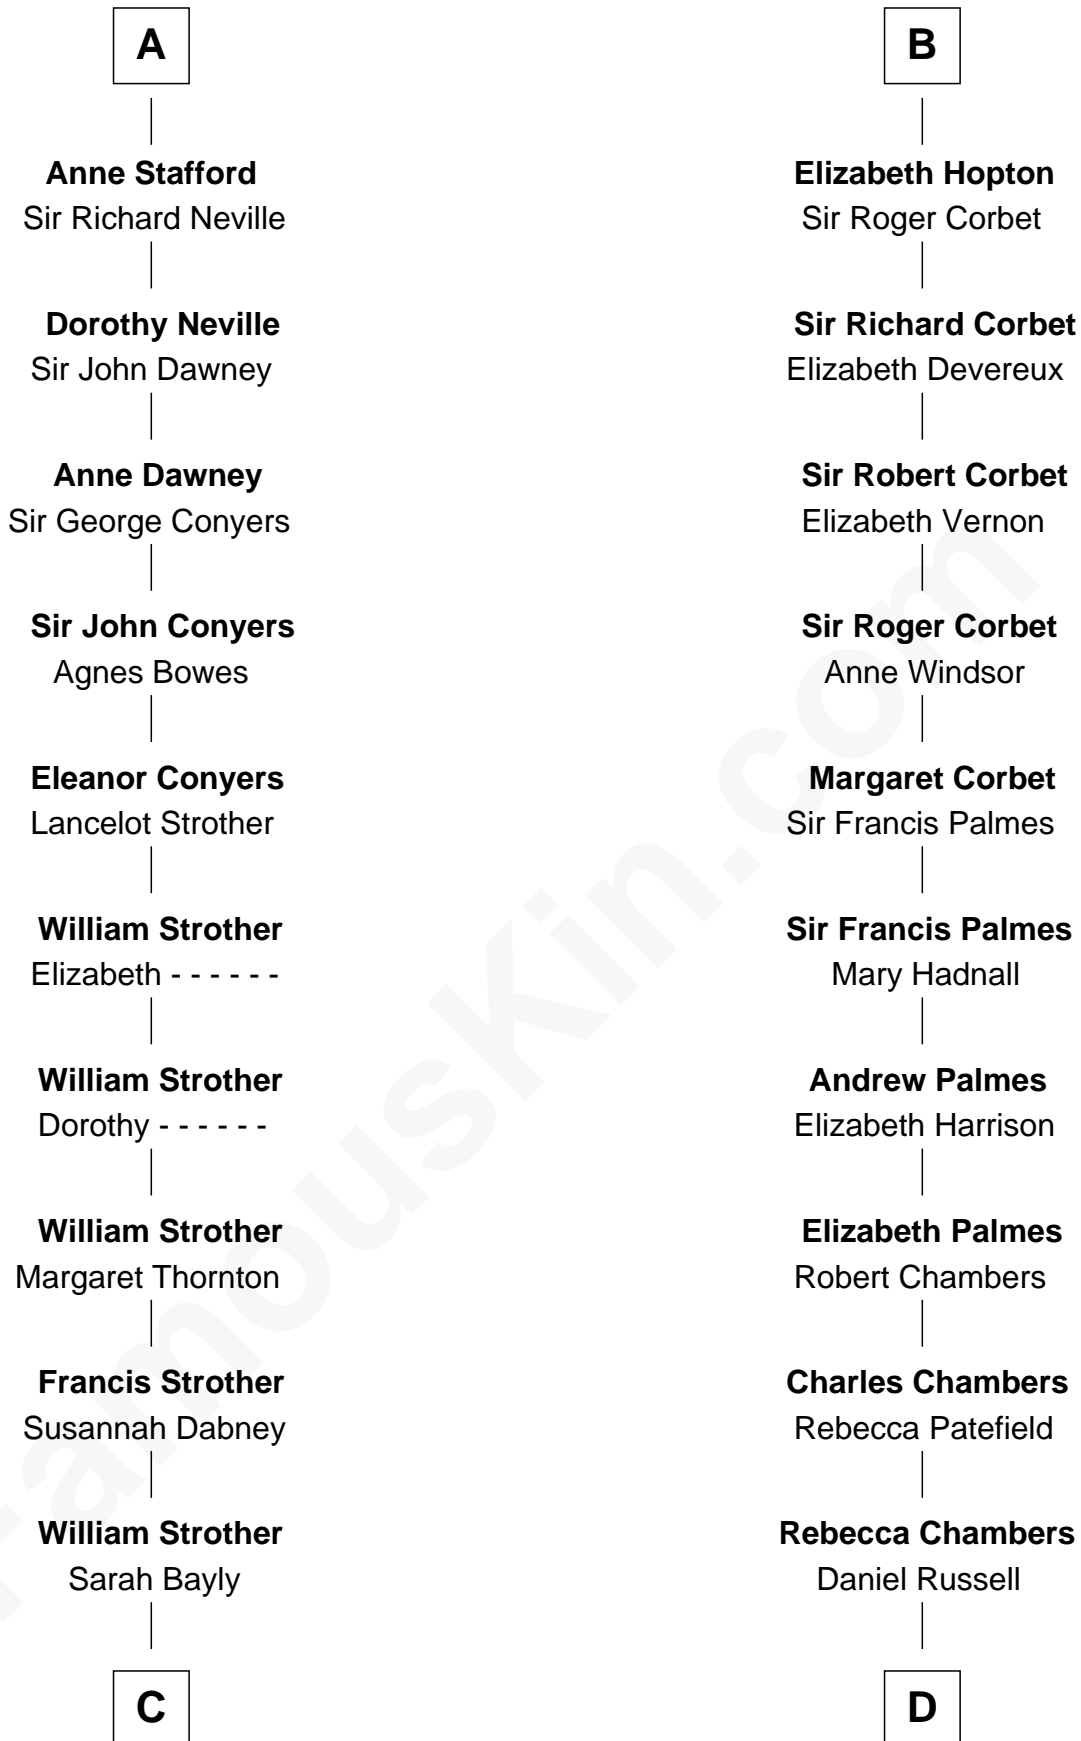 A
Anne Stafford
Sir Richard Neville
Dorothy Neville
Sir John Dawney
Anne Dawney
Sir George Conyers
Sir John Conyers
Agnes Bowes
Eleanor Conyers
Lancelot Strother
William Strother
Elizabeth - - - - - -
William Strother
Dorothy - - - - - -
William Strother
Margaret Thornton
Francis Strother
Susannah Dabney
William Strother
Sarah Bayly
C
B
Elizabeth Hopton
Sir Roger Corbet
Sir Richard Corbet
Elizabeth Devereux
Sir Robert Corbet
Elizabeth Vernon
Sir Roger Corbet
Anne Windsor
Margaret Corbet
Sir Francis Palmes
Sir Francis Palmes
Mary Hadnall
Andrew Palmes
Elizabeth Harrison
Elizabeth Palmes
Robert Chambers
Charles Chambers
Rebecca Patefield
Rebecca Chambers
Daniel Russell
D
FamousKin.com